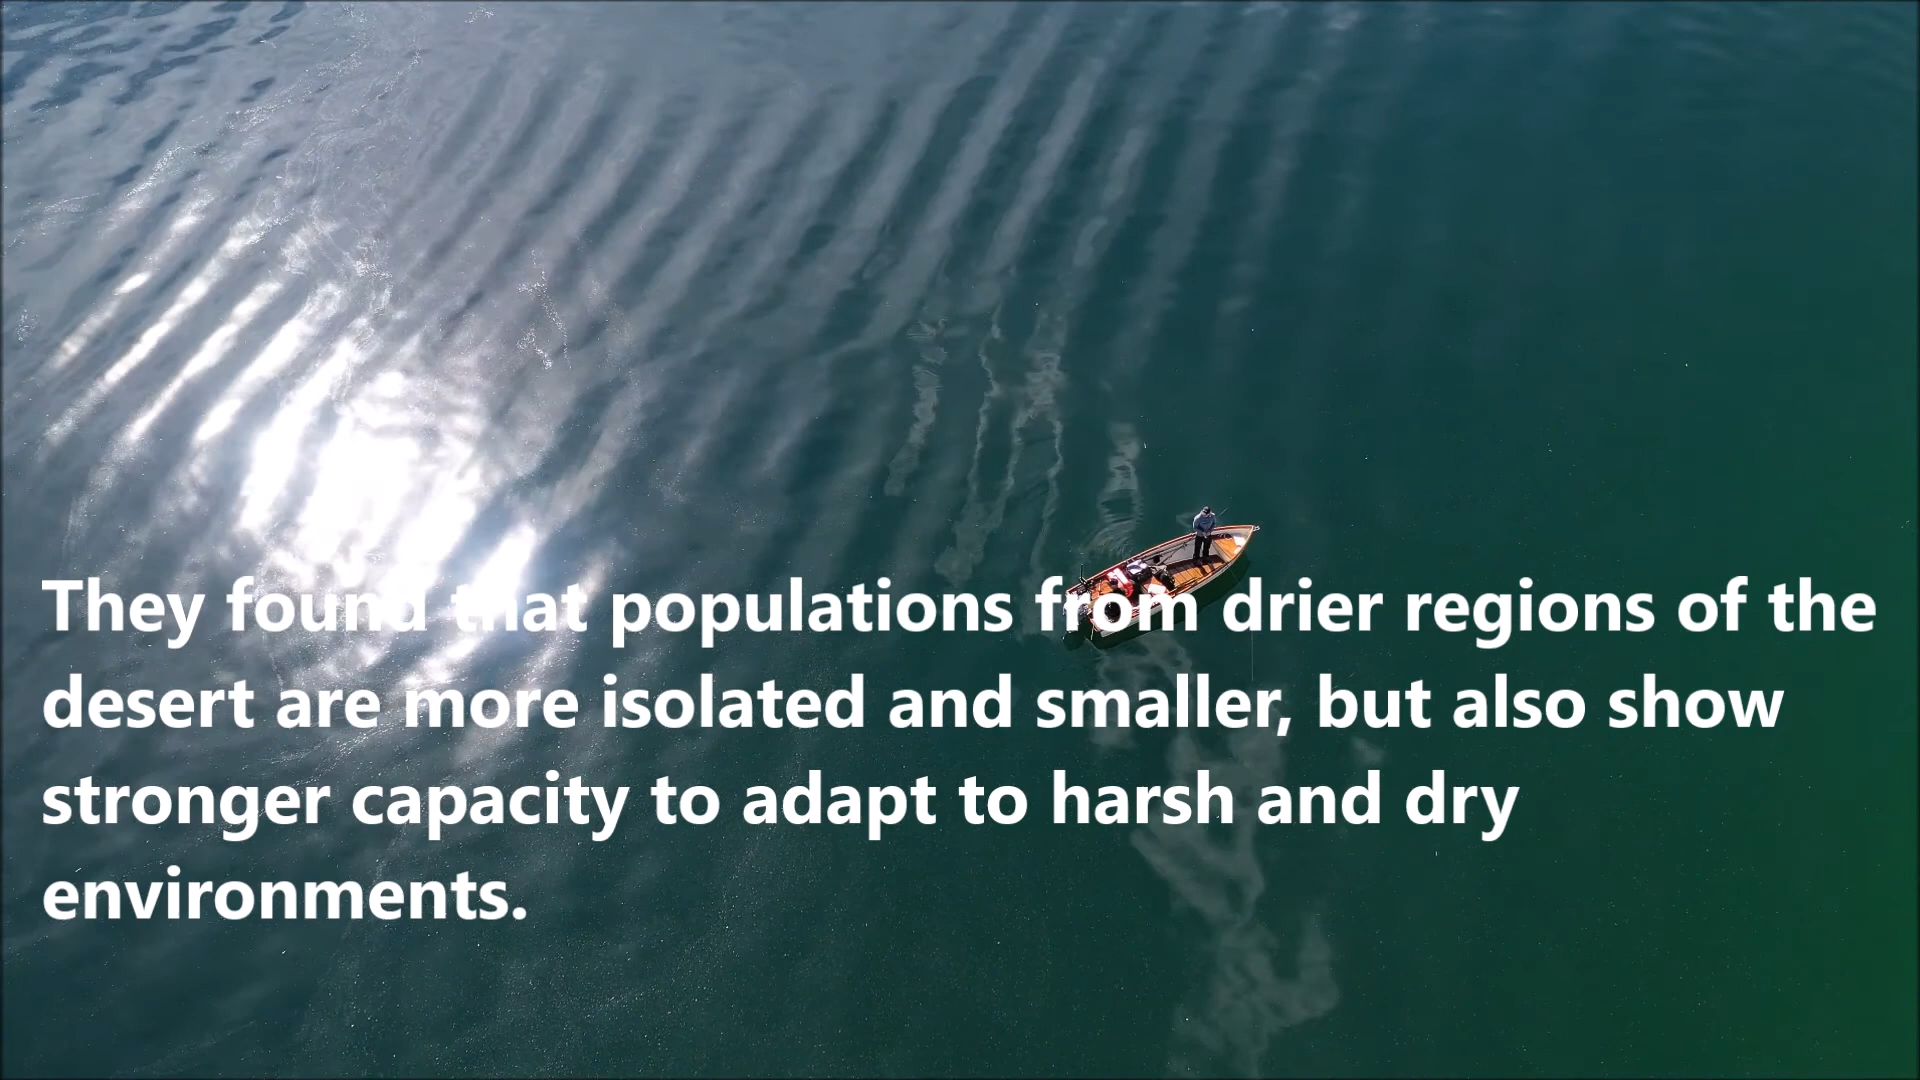 They found that populations from drier regions of the
desert are more isolated and smaller, but also show
stronger capacity to adapt to harsh and dry
environments.